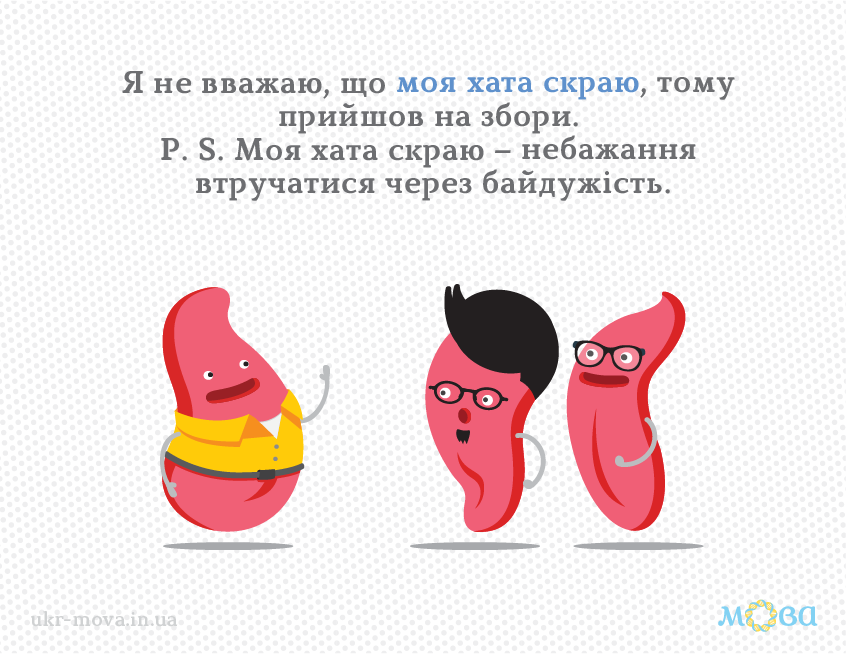 Я не вважаю, що моя хата скраю, тому
прийшов на збори.
P. S. Моя хата скраю – небажання
втручатися через байдужість.
ukr-mova.in.ua
мова